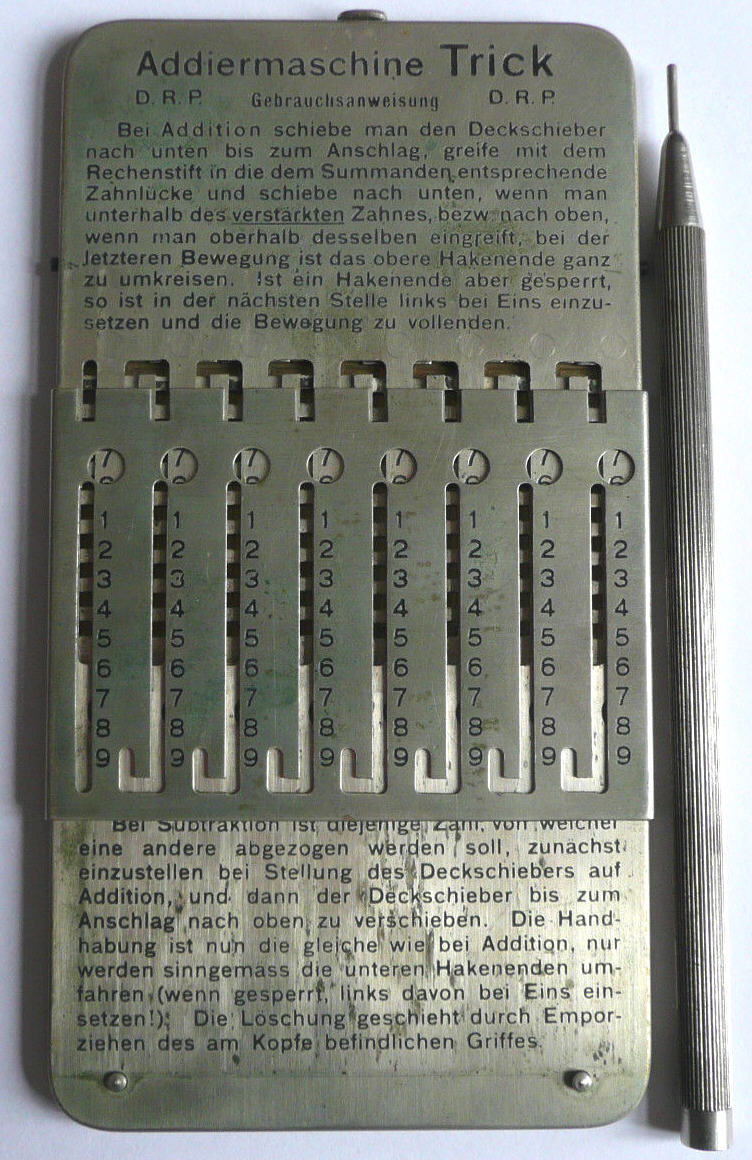 Addiermaschine Trick
D. R. P. Gebrauchsanweisung D. R. P.
Bei Addition schiebe man den Deckschieber
nach unten bis zum Anschlag, greife mit dem
Rechenstift in die dem Summanden entsprechende
Zahnlücke und schiebe nach unten, wenn man
unterhalb des verstärkten Zahnes, bezw. nach oben,
wenn man oberhalb desselben eingreift, bei der
letzteren Bewegung ist das obere Hakenende ganz
zu umkreisen. Ist ein Hakenende aber gesperrt,
so ist in der nächsten Stelle links bei Eins einzu-
setzen und die Bewegung zu vollenden.
1 1 1 1 1 1 1 1
2 2 2 2 2 2 2 2
3 3 3 3 3 3 3 3
4 4 4 4 4 4 4 4
5 5 5 5 5 5 5 5
6 6 6 6 6 6 6 6
7 7 7 7 7 7 7 7
8 8 8 8 8 8 8 8
9 9 9 9 9 9 9 9
Bei Subtraktion ist diejenige Zahl, von welcher
eine andere abgezogen werden soll, zunächst
einzustellen bei Stellung des Deckschiebers auf
Addition, und dann der Deckschieber bis zum
Anschlag nach oben zu verschieben. Die Hand-
habung ist nun die gleiche wie bei Addition, nur
werden sinngemass die unteren Hakenenden um-
fahren (wenn gesperrt, links davon bei Eins ein-
setzen!). Die Löschung geschieht durch Empor-
ziehen des am Kopfe befindlichen Griffes.